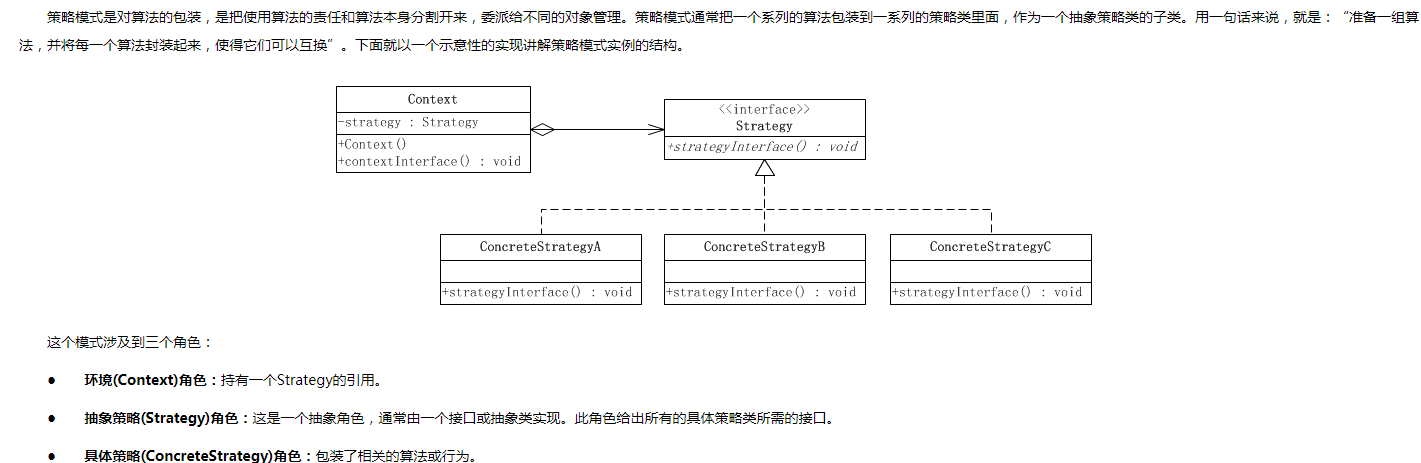 策略模式是对算法的包装，是把使用算法的责任和算法本身分割开来，委派给不同的对象管理。策略模式通常把一个系列的算法包装到一系列的策略类里面，作为一个抽象策略类的子类。用一句话来说，就是：“准备一组算
法，并将每一个算法封装起来，使得它们可以互换”。下面就以一个示意性的实现讲解策略模式实例的结构。
Context
-strategy : Strategy
+Context()
+contextInterface() : void
<<interface>>
Strategy
+strategyInterface() : void
ConcreteStrategyA
+strategyInterface() : void
ConcreteStrategyB
+strategyInterface() : void
ConcreteStrategyC
+strategyInterface() : void
这个模式涉及到三个角色：
● 环境(Context)角色：持有一个Strategy的引用。
● 抽象策略(Strategy)角色：这是一个抽象角色，通常由一个接口或抽象类实现。此角色给出所有的具体策略类所需的接口。
● 具体策略(ConcreteStrategy)角色：包装了相关的算法或行为。